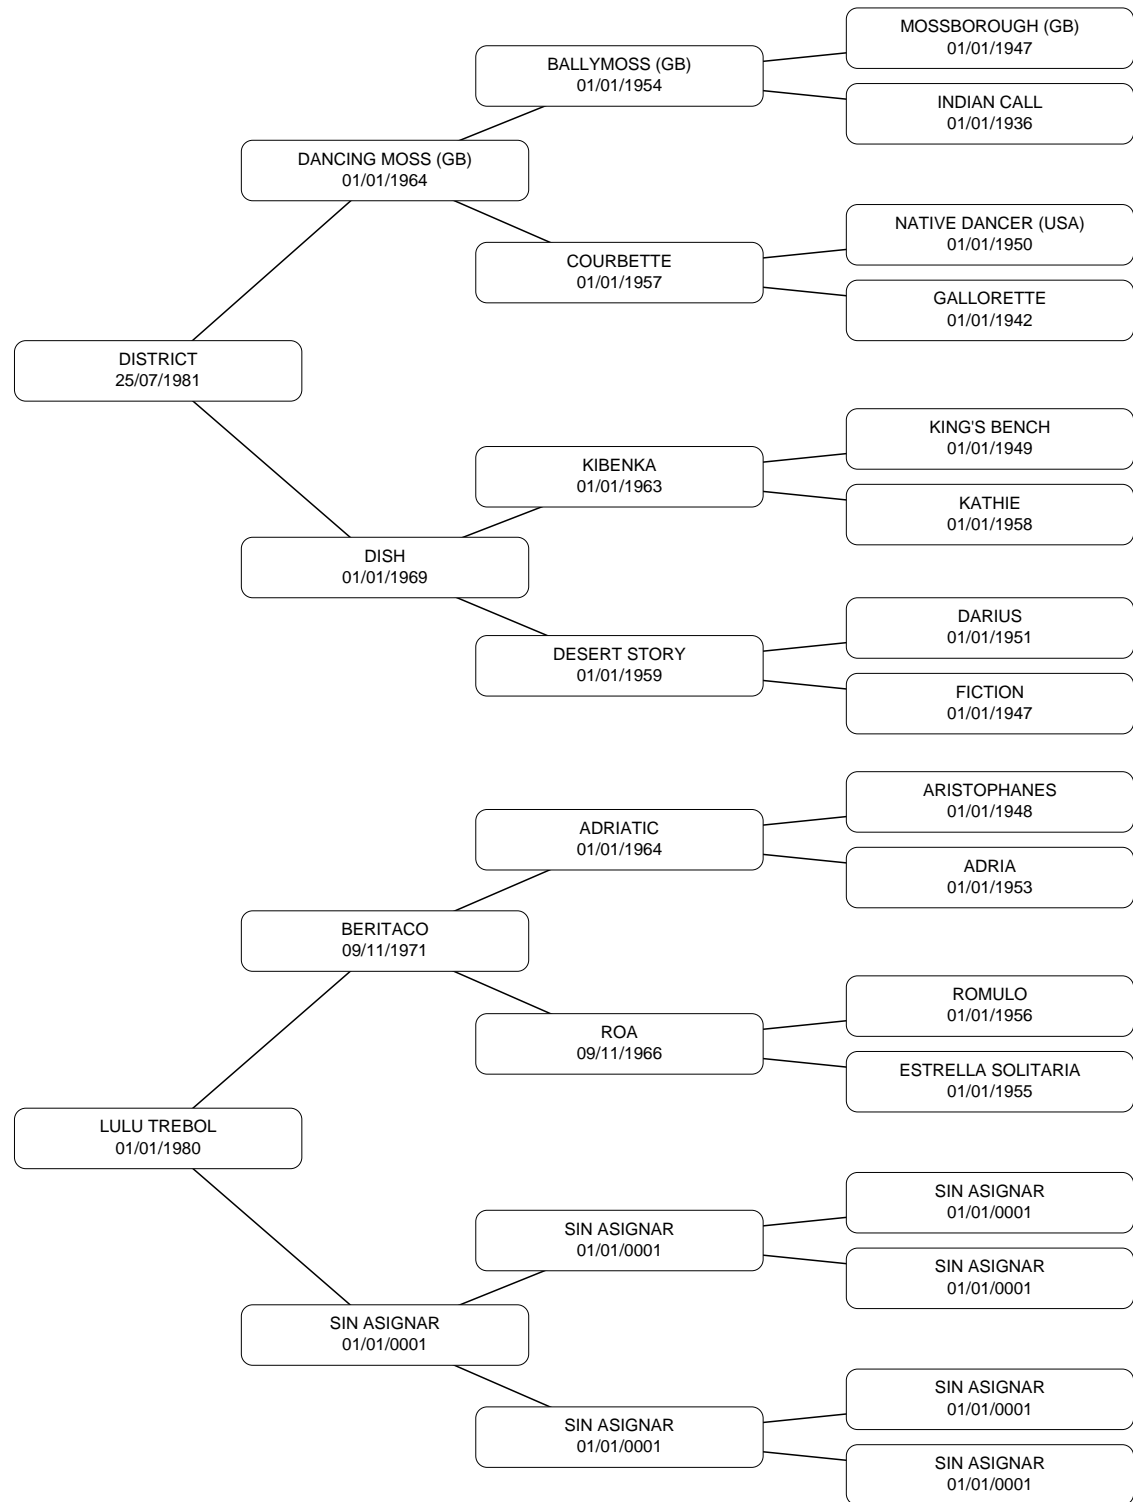 MOSSBOROUGH (GB)
01/01/1947
BALLYMOSS (GB)
01/01/1954
INDIAN CALL
01/01/1936
DANCING MOSS (GB)
01/01/1964
NATIVE DANCER (USA)
01/01/1950
COURBETTE
01/01/1957
GALLORETTE
01/01/1942
DISTRICT
25/07/1981
KING'S BENCH
01/01/1949
KIBENKA
01/01/1963
KATHIE
01/01/1958
DISH
01/01/1969
DARIUS
01/01/1951
DESERT STORY
01/01/1959
FICTION
01/01/1947
ARISTOPHANES
01/01/1948
ADRIATIC
01/01/1964
ADRIA
01/01/1953
BERITACO
09/11/1971
ROMULO
01/01/1956
ROA
09/11/1966
ESTRELLA SOLITARIA
01/01/1955
LULU TREBOL
01/01/1980
SIN ASIGNAR
01/01/0001
SIN ASIGNAR
01/01/0001
SIN ASIGNAR
01/01/0001
SIN ASIGNAR
01/01/0001
SIN ASIGNAR
01/01/0001
SIN ASIGNAR
01/01/0001
SIN ASIGNAR
01/01/0001